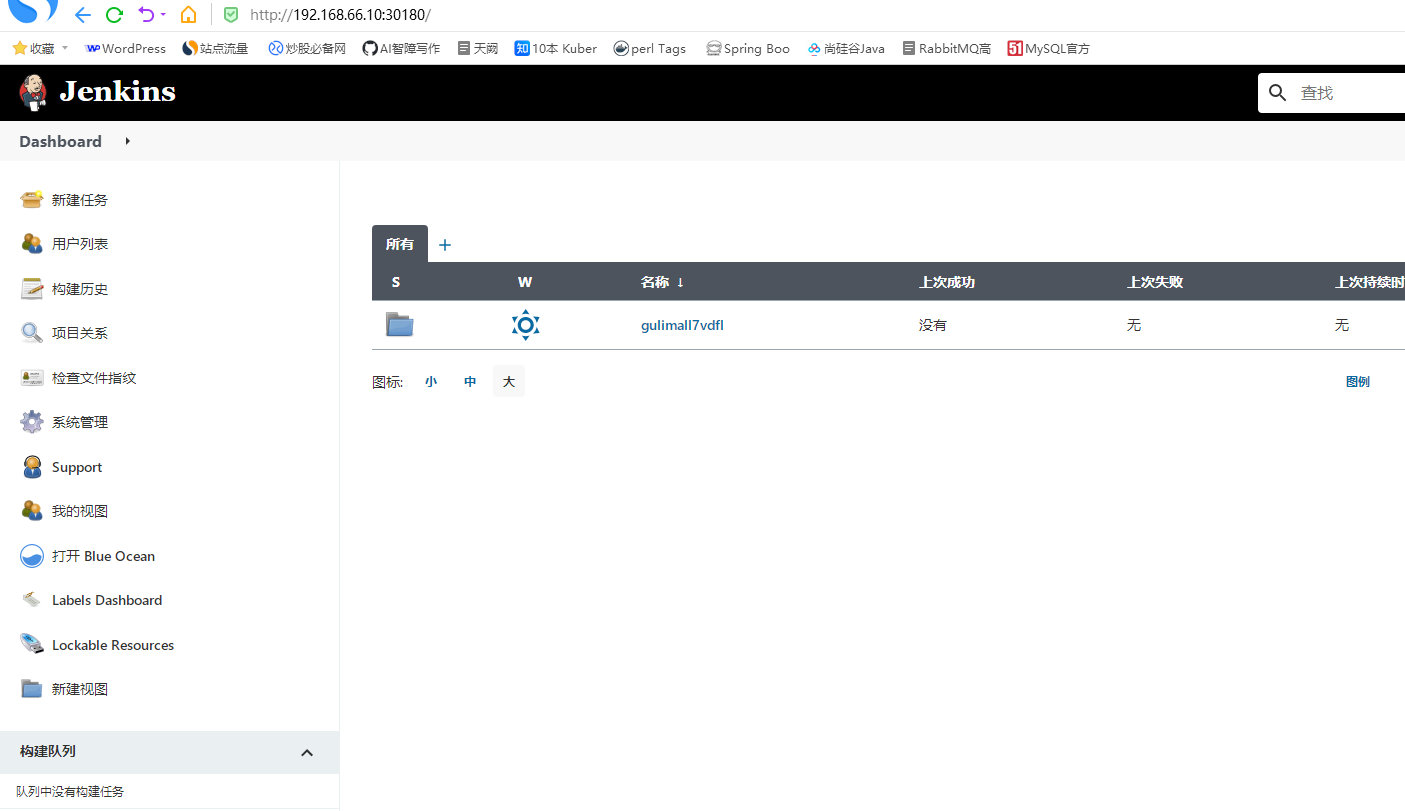 http://192.168.66.10:30180/
收藏 WordPress 站点流量 炒股必备网 AI智障写作 天阙 10本 Kuber perl Tags Spring Boo 尚硅谷Java RabbitMQ高 MySQL官方
Jenkins 查找
Dashboard
新建任务
用户列表
构建历史
项目关系
检查文件指纹
系统管理
Support
我的视图
打开 Blue Ocean
Labels Dashboard
Lockable Resources
新建视图
构建队列
队列中没有构建任务
所有 +
S W 名称 ↓ 上次成功 上次失败 上次持续时
gulimall7vdfl 没有 无 无
图标: 小 中 大 图例